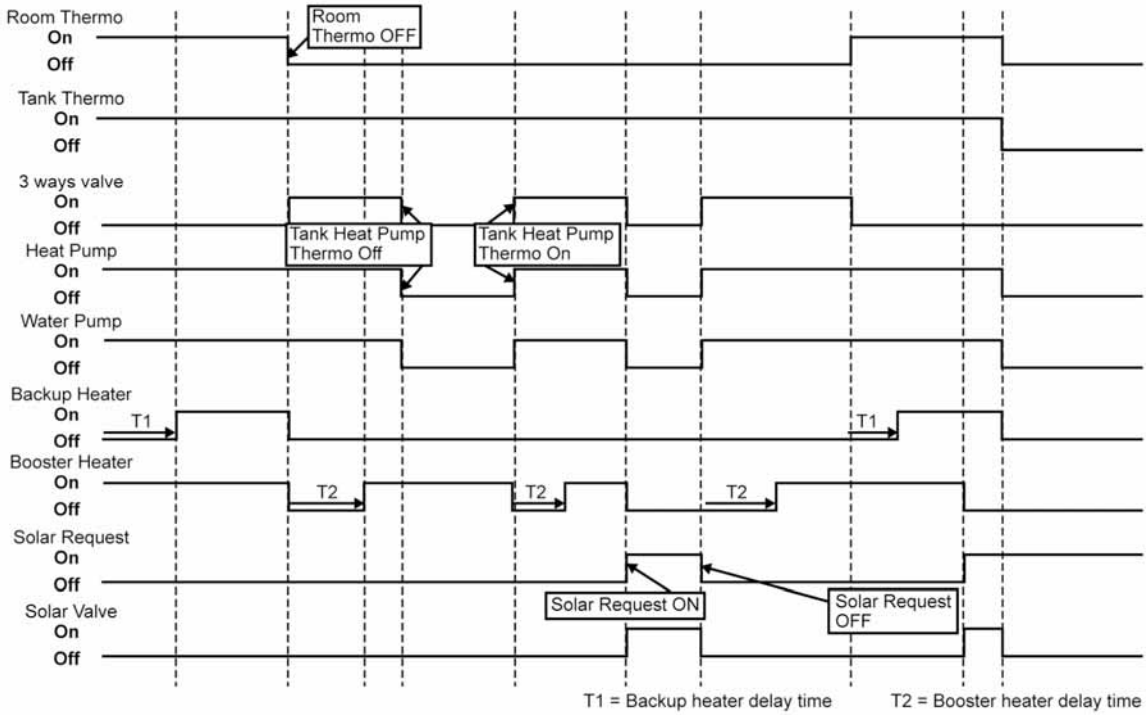 Room Thermo
On
Off
Room
Thermo OFF
Tank Thermo
On
Off
3 ways valve
On
Off
Tank Heat Pump
Thermo Off
Tank Heat Pump
Thermo On
Heat Pump
On
Off
Water Pump
On
Off
Backup Heater
On
Off
T1
T1
Booster Heater
On
Off
T2
T2
T2
Solar Request
On
Off
Solar Request ON
Solar Request
OFF
Solar Valve
On
Off
T1 = Backup heater delay time
T2 = Booster heater delay time